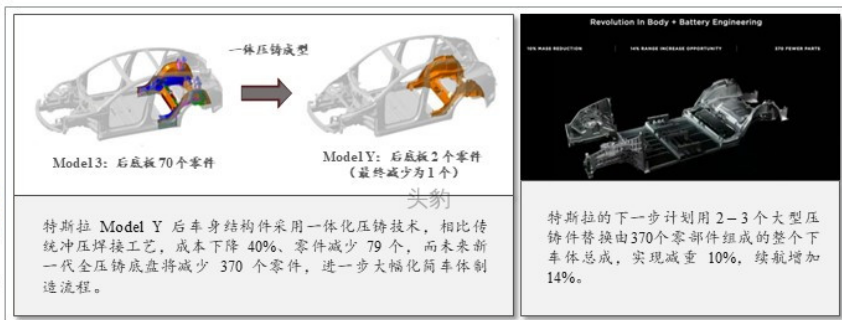 一体压铸成型
Model3：后底板70个零件
ModelY：后底板2个零件
（最终减少为1个）
头豹
特斯拉 Model Y 后车身结构件采用一体化压铸技术，相比传
统冲压焊接工艺，成本下降 40%、零件减少 79 个，而未来新
一代全压铸底盘将减少 370 个零件，进一步大幅化简车体制
造流程。
Revolution In Body + Battery Engineering
10% MASS REDUCTION
14% RANGE INCREASE OPPORTUNITY
370 FEWER PARTS
特斯拉的下一步计划用 2－3 个大型压
铸件替换由370个零部件组成的整个下
车体总成，实现减重 10%，续航增加
14%。